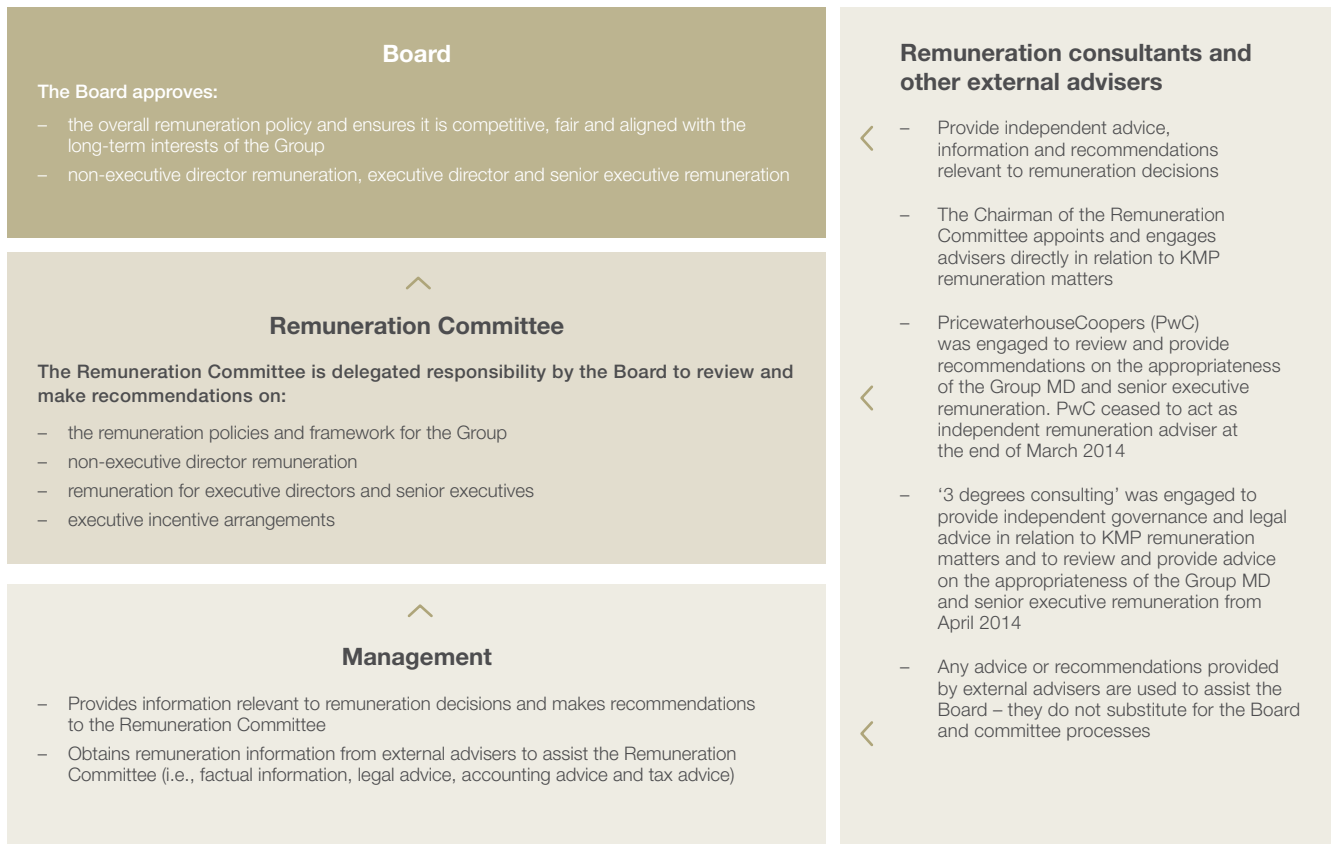 Board
The Board approves:
– the overall remuneration policy and ensures it is competitive, fair and aligned with the
long-term interests of the Group
– non-executive director remuneration, executive director and senior executive remuneration
Remuneration Committee
The Remuneration Committee is delegated responsibility by the Board to review and
make recommendations on:
– the remuneration policies and framework for the Group
– non-executive director remuneration
– remuneration for executive directors and senior executives
– executive incentive arrangements
Management
– Provides information relevant to remuneration decisions and makes recommendations
to the Remuneration Committee
– Obtains remuneration information from external advisers to assist the Remuneration
Committee (i.e., factual information, legal advice, accounting advice and tax advice)
Remuneration consultants and
other external advisers
– Provide independent advice,
information and recommendations
relevant to remuneration decisions
– The Chairman of the Remuneration
Committee appoints and engages
advisers directly in relation to KMP
remuneration matters
– PricewaterhouseCoopers (PwC)
was engaged to review and provide
recommendations on the appropriateness
of the Group MD and senior executive
remuneration. PwC ceased to act as
independent remuneration adviser at
the end of March 2014
– ‘3 degrees consulting’ was engaged to
provide independent governance and legal
advice in relation to KMP remuneration
matters and to review and provide advice
on the appropriateness of the Group MD
and senior executive remuneration from
April 2014
– Any advice or recommendations provided
by external advisers are used to assist the
Board – they do not substitute for the Board
and committee processes